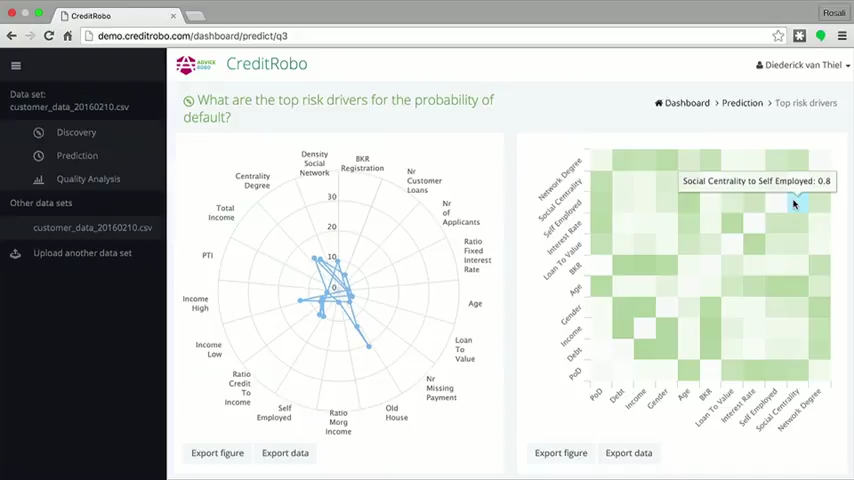 CreditRobo
Rosali
demo.creditrobo.com/dashboard/predict/q3
ADVICE
ROBO
CreditRobo
Diederick van Thiel
Data set:
customer_data_20160210.csv
Discovery
Prediction
Quality Analysis
Other data sets
customer_data_20160210.csv
Upload another data set
What are the top risk drivers for the probability of
default?
Dashboard
Prediction
Top risk drivers
Density
Social
Network
BKR
Registration
Nr
Customer
Loans
Nr
of
Applicants
Ratio
Fixed
Interest
Rate
Age
Loan
To
Value
Nr
Missing
Payment
Old
House
Ratio
Morg
Income
Self
Employed
Ratio
Credit
To
Income
Income
Low
Income
High
PTI
Total
Income
Centrality
Degree
30
20
10
0
Export figure
Export data
Network Degree
Social Centrality
Self Employed
Interest Rate
Loan To Value
BKR
Age
Gender
Income
Debt
PoD
Social Centrality to Self Employed: 0.8
PoD
Debt
Income
Gender
Age
BKR
Loan To Value
Interest Rate
Self Employed
Social Centrality
Network Degree
Export figure
Export data